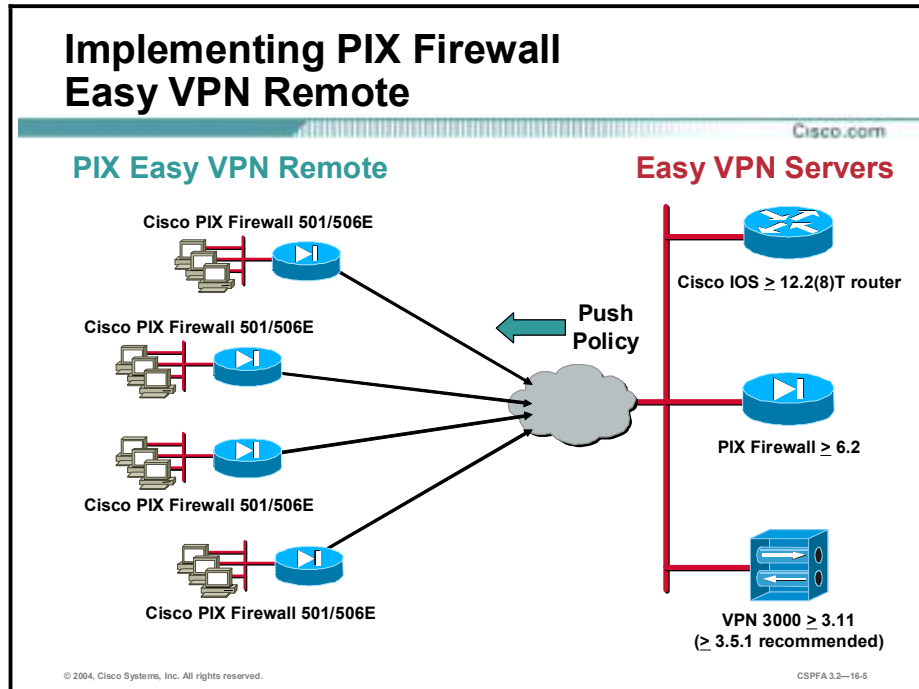 Implementing PIX Firewall
Easy VPN Remote
Cisco.com
PIX Easy VPN Remote
Easy VPN Servers
Cisco PIX Firewall 501/506E
Cisco IOS ≥ 12.2(8)T router
Push
Policy
Cisco PIX Firewall 501/506E
PIX Firewall ≥ 6.2
Cisco PIX Firewall 501/506E
Cisco PIX Firewall 501/506E
VPN 3000 ≥ 3.11
(≥ 3.5.1 recommended)
© 2004, Cisco Systems, Inc. All rights reserved.
CSPFA 3.2—16-5